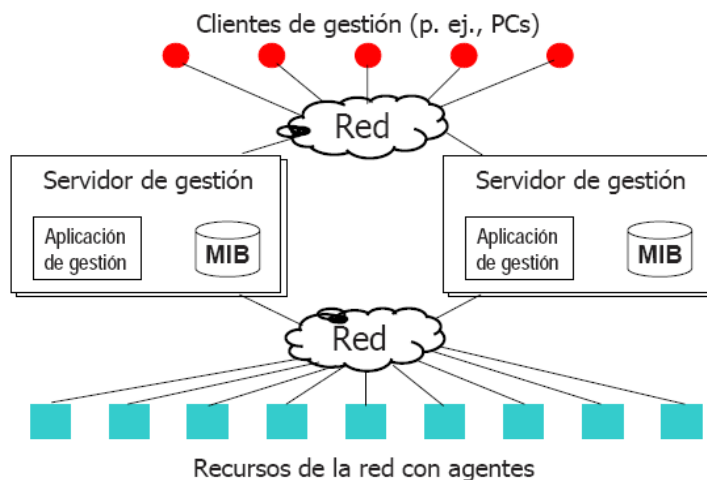 Clientes de gestión (p. ej., PCs)
Red
Servidor de gestión
Aplicación
de gestión
MIB
Servidor de gestión
Aplicación
de gestión
MIB
Red
Recursos de la red con agentes